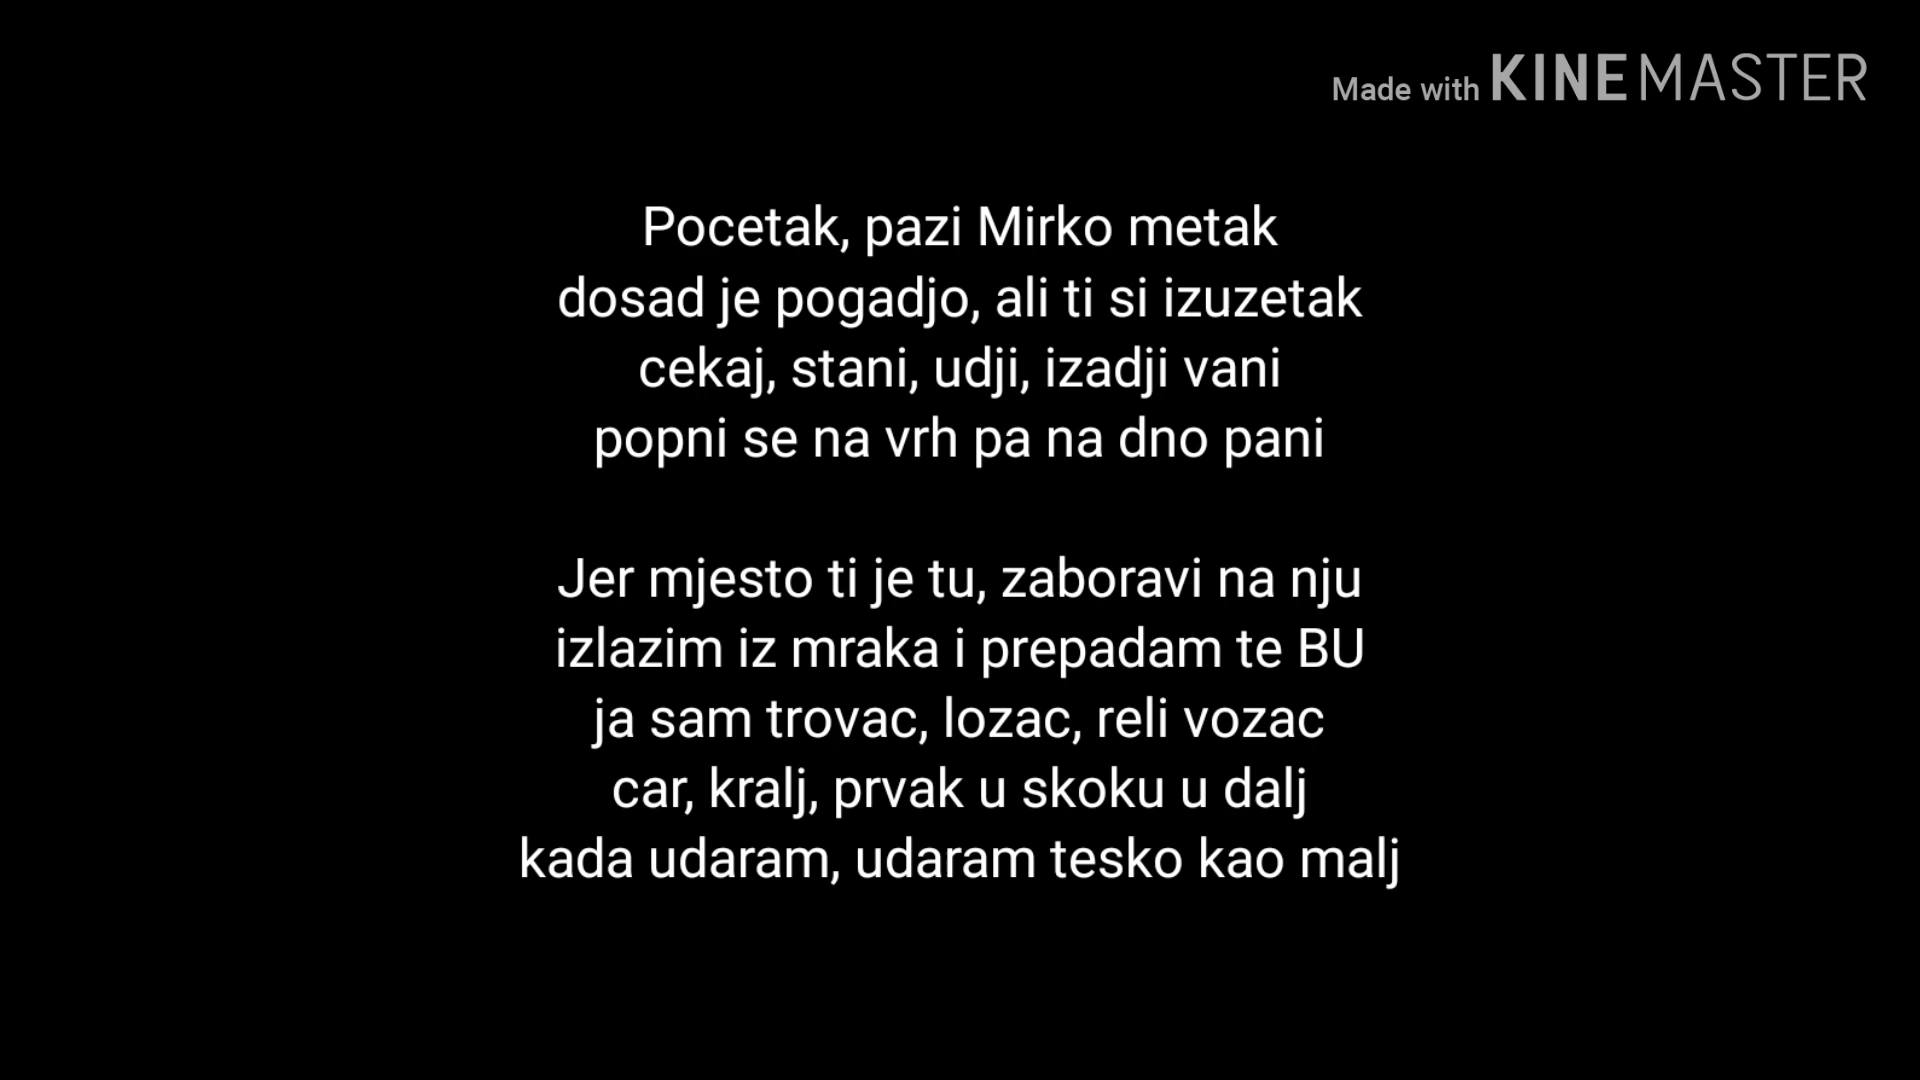 Made with KINEMASTER
Pocetak, pazi Mirko metak
dosad je pogadjo, ali ti si izuzetak
cekaj, stani, udji, izadji vani
popni se na vrh pa na dno pani
Jer mjesto ti je tu, zaboravi na nju
izlazim iz mraka i prepadam te BU
ja sam trovac, lozac, reli vozac
car, kralj, prvak u skoku u dalj
kada udaram, udaram tesko kao malj